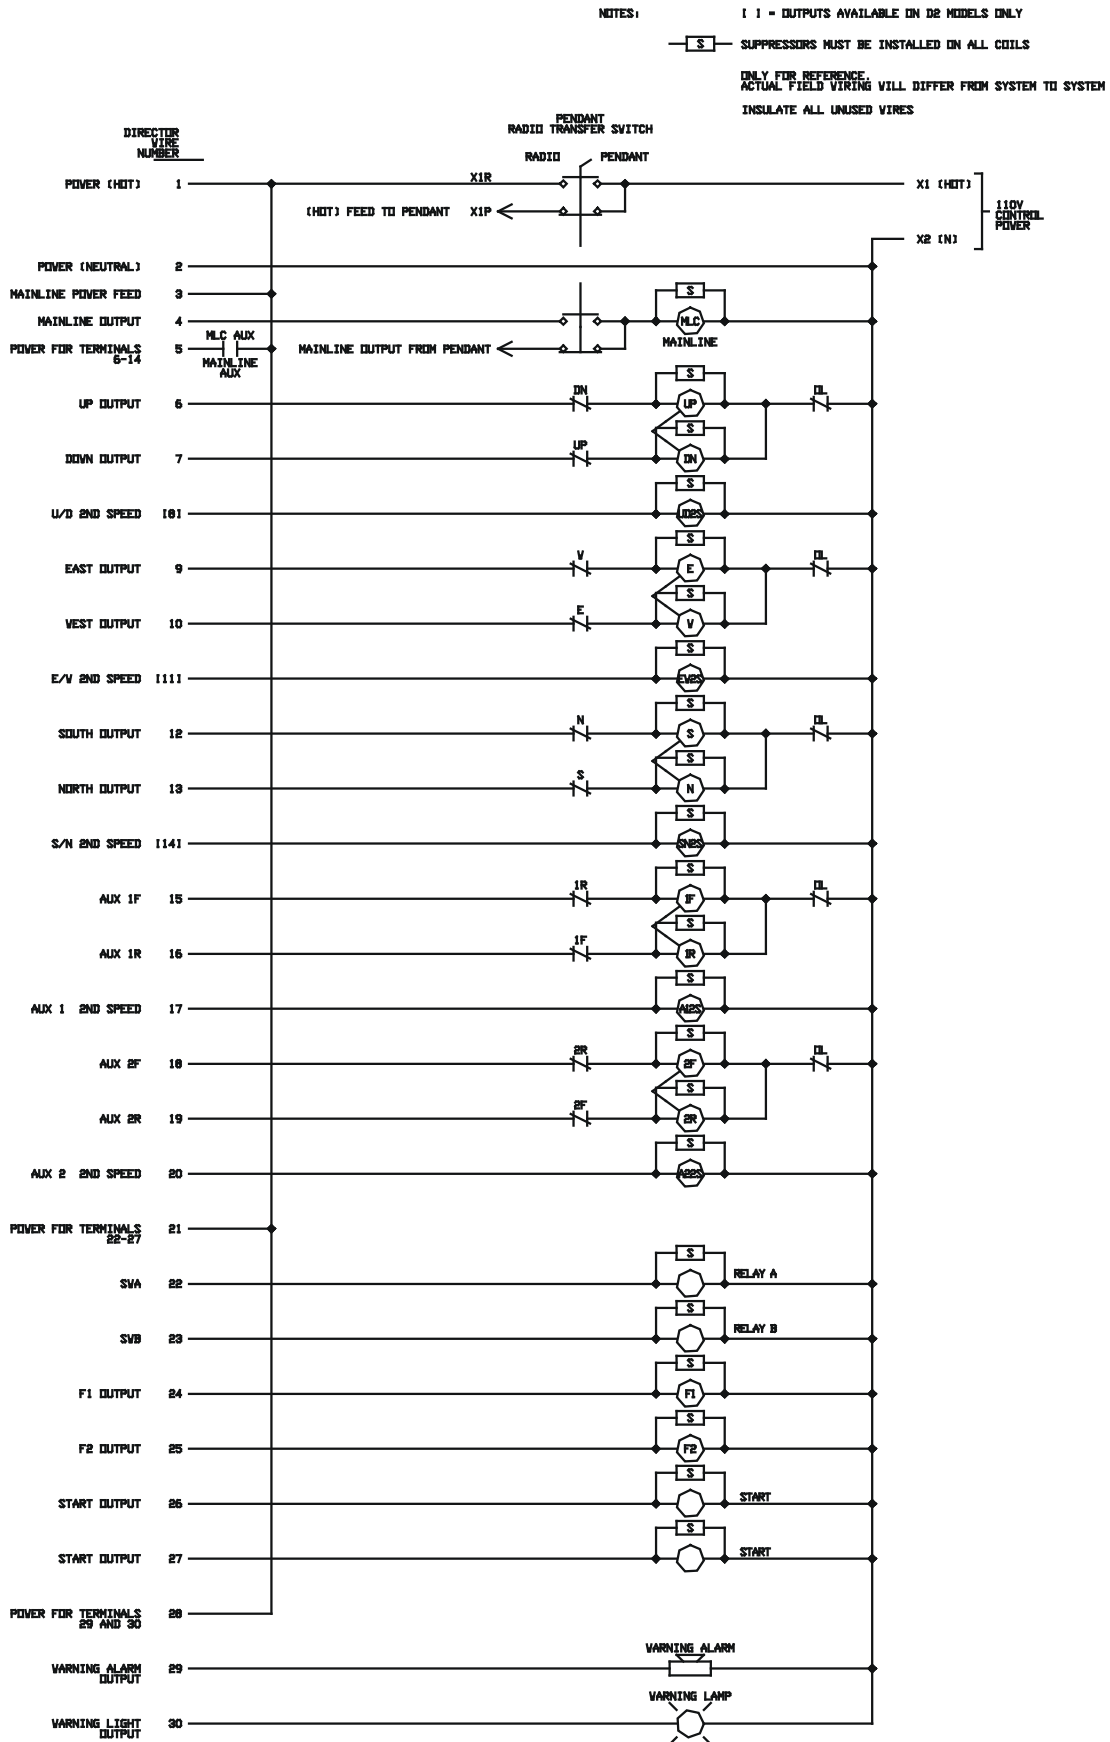 NOTES:
[ ] = OUTPUTS AVAILABLE ON D2 MODELS ONLY
S SUPPRESSORS MUST BE INSTALLED ON ALL COILS
ONLY FOR REFERENCE.
ACTUAL FIELD WIRING WILL DIFFER FROM SYSTEM TO SYSTEM
INSULATE ALL UNUSED WIRES
DIRECTOR
WIRE
NUMBER
PENDANT
RADIO TRANSFER SWITCH
RADIO PENDANT
POWER (HOT) 1 X1R X1 (HOT)
(HOT) FEED TO PENDANT X1P
110V
CONTROL
POWER
X2 (N)
POWER (NEUTRAL) 2
MAINLINE POWER FEED 3
S
MAINLINE OUTPUT 4 MLC
MLC AUX
MAINLINE
POWER FOR TERMINALS 5 MAINLINE OUTPUT FROM PENDANT
6-14
MAINLINE
AUX
S
DN OL
UP OUTPUT 6 UP
S
UP
DOWN OUTPUT 7 DN
S
U/D 2ND SPEED [8] UD2S
S
W OL
EAST OUTPUT 9 E
S
E
WEST OUTPUT 10 W
S
E/W 2ND SPEED [11] EW2S
S
N OL
SOUTH OUTPUT 12 S
S
S
NORTH OUTPUT 13 N
S
S/N 2ND SPEED [14] SN2S
S
1R OL
AUX 1F 15 1F
S
1F
AUX 1R 16 1R
S
AUX 1 2ND SPEED 17 A12S
S
2R OL
AUX 2F 18 2F
S
2F
AUX 2R 19 2R
S
AUX 2 2ND SPEED 20 A22S
POWER FOR TERMINALS 21
22-27
S
RELAY A
SWA 22
S
RELAY B
SWB 23
S
F1 OUTPUT 24 F1
S
F2 OUTPUT 25 F2
S
START OUTPUT 26 START
S
START OUTPUT 27 START
POWER FOR TERMINALS 28
29 AND 30
WARNING ALARM
WARNING ALARM 29
OUTPUT
WARNING LAMP
WARNING LIGHT 30
OUTPUT